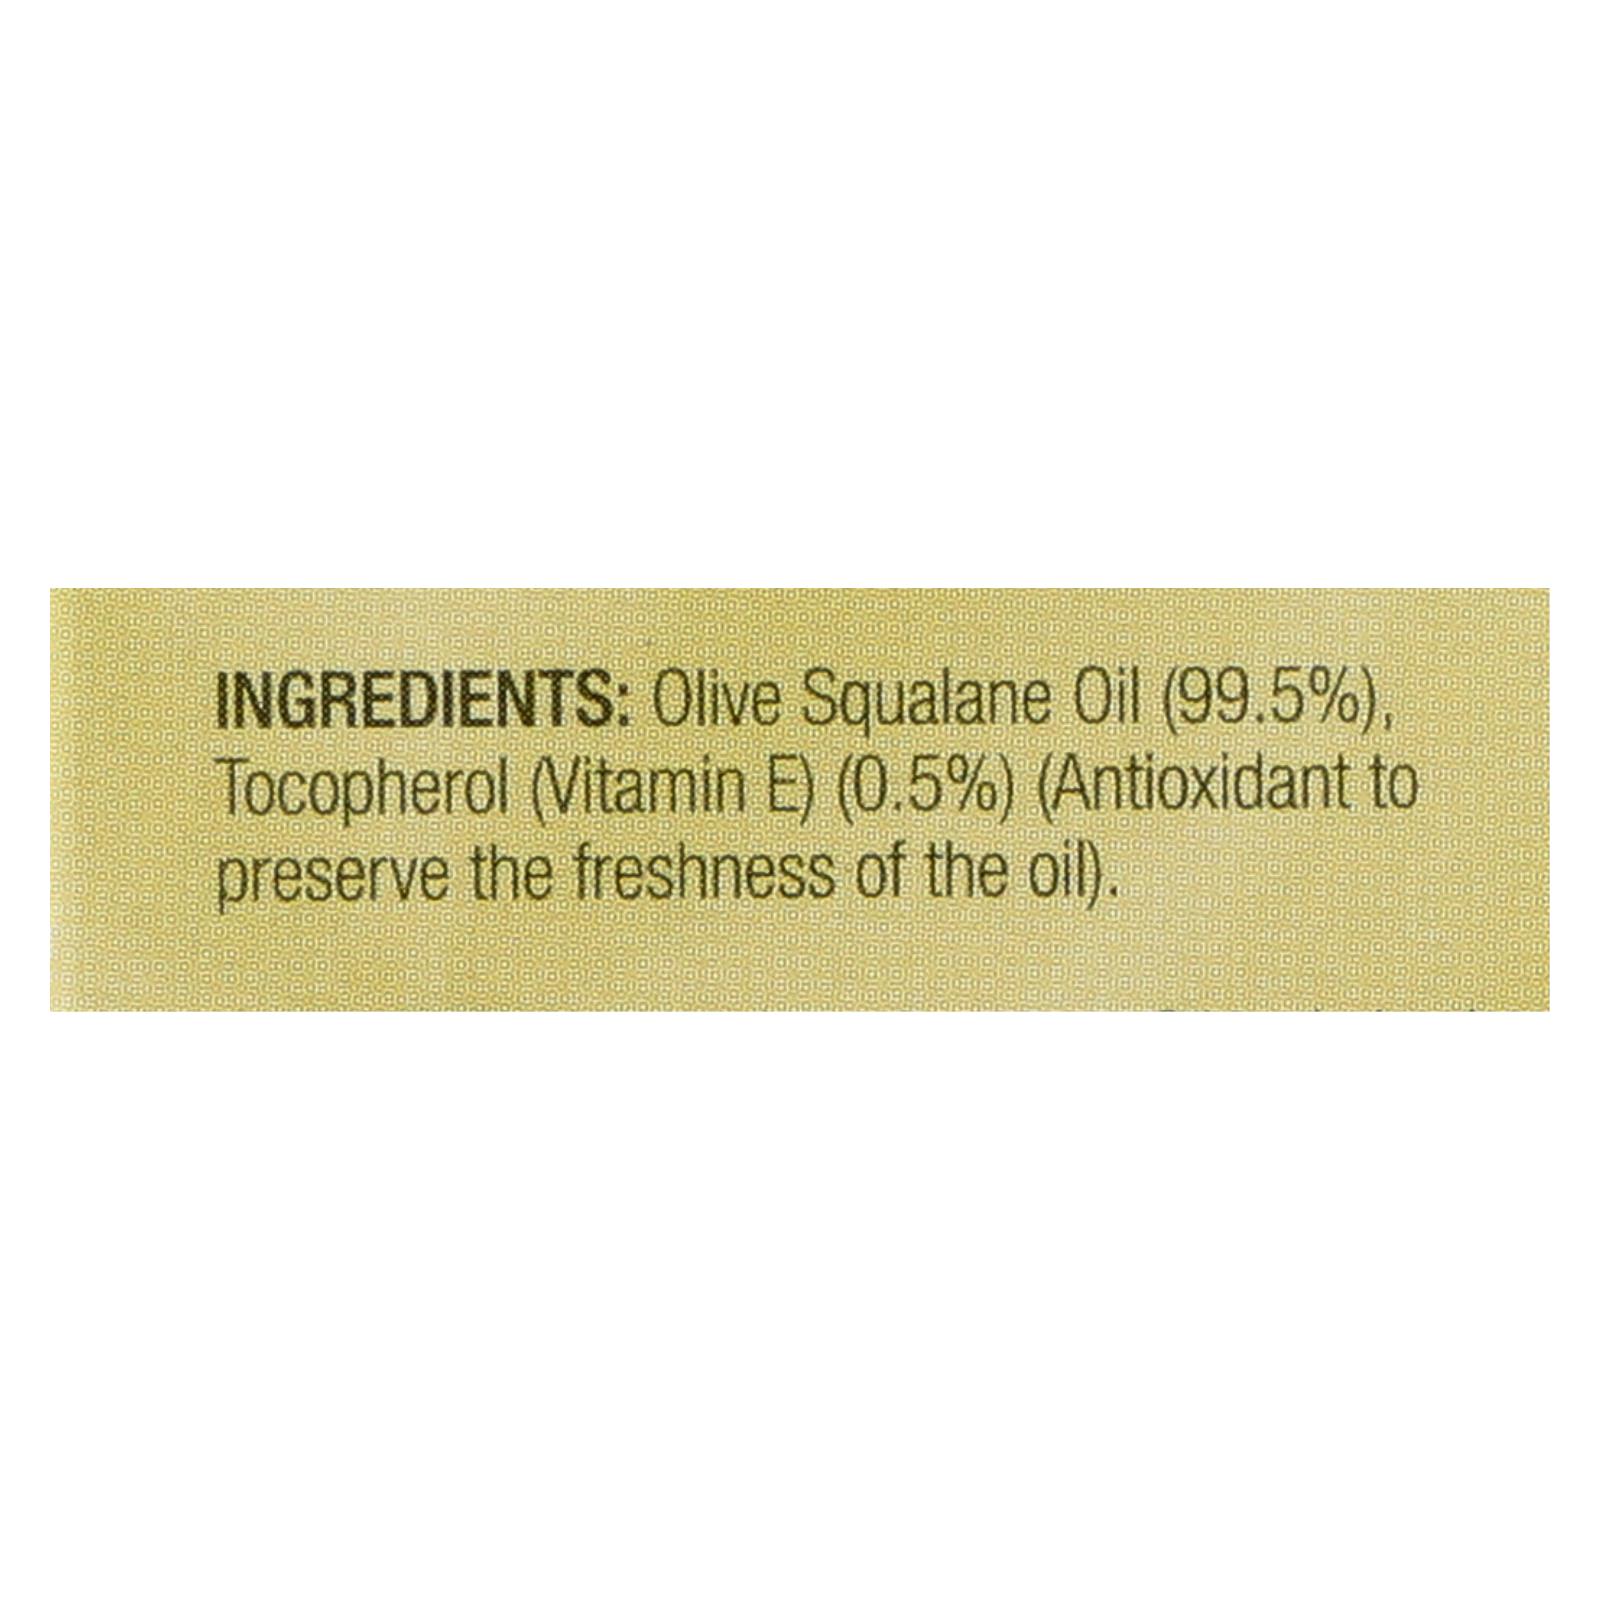 INGREDIENTS: Olive Squalane Oil (99.5%),
Tocopherol (Vitamin E) (0.5%) (Antioxidant to
preserve the freshness of the oil).